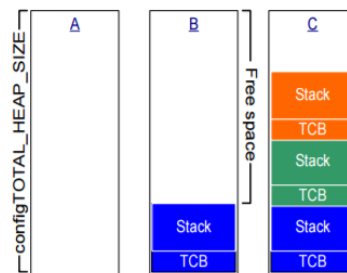 configTOTAL_HEAP_SIZE
A
B
Free space
Stack
TCB
C
Stack
TCB
Stack
TCB
Stack
TCB